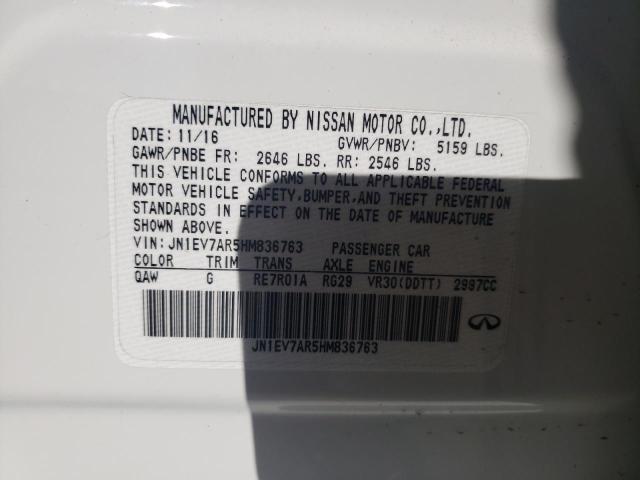 MANUFACTURED BY NISSAN MOTOR CO.,LTD.
DATE: 11/16 GVWR/PNBV: 5159 LBS.
GAWR/PNBE FR: 2646 LBS. RR: 2546 LBS.
THIS VEHICLE CONFORMS TO ALL APPLICABLE FEDERAL
MOTOR VEHICLE SAFETY, BUMPER, AND THEFT PREVENTION
STANDARDS IN EFFECT ON THE DATE OF MANUFACTURE
SHOWN ABOVE.
VIN: JN1EV7AR5HM836763 PASSENGER CAR
COLOR TRIM TRANS AXLE ENGINE
QAW G RE7R01A RG29 VR30(DDTT) 2997CC
JN1EV7AR5HM836763